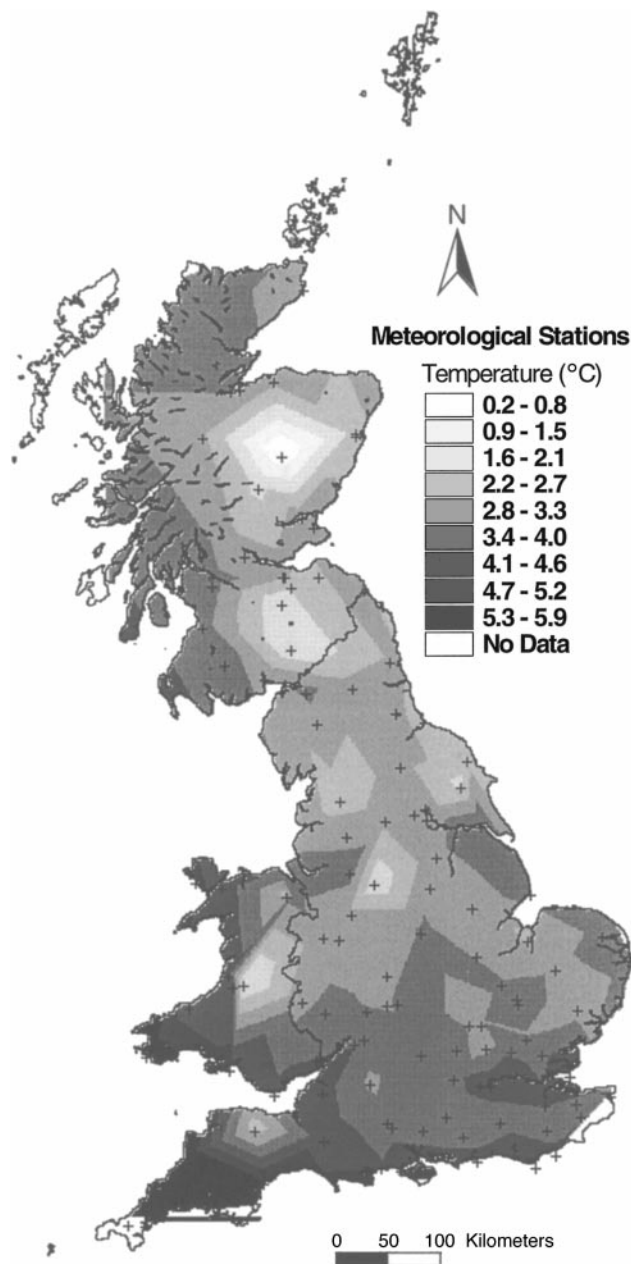 N
Meteorological Stations
Temperature (°C)
0.2 - 0.8
0.9 - 1.5
1.6 - 2.1
2.2 - 2.7
2.8 - 3.3
3.4 - 4.0
4.1 - 4.6
4.7 - 5.2
5.3 - 5.9
No Data
0 50 100 Kilometers